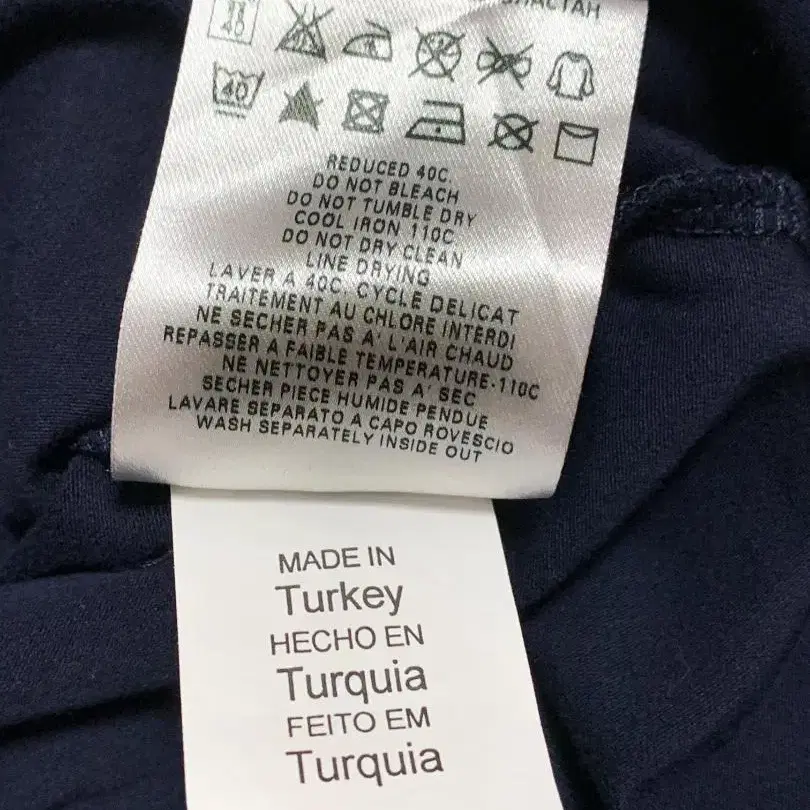 40
40
REDUCED 40C.
DO NOT BLEACH
DO NOT TUMBLE DRY
COOL IRON 110C
DO NOT DRY CLEAN
LINE DRYING
LAVER A 40C. CYCLE DELICAT
TRAITEMENT AU CHLORE INTERDI
NE SECHER PAS A' L'AIR CHAUD
REPASSER A FAIBLE TEMPERATURE-110C
NE NETTOYER PAS A' SEC
SECHER PIECE HUMIDE PENDUE
LAVARE SEPARATO A CAPO ROVESCIO
WASH SEPARATELY INSIDE OUT
MADE IN
Turkey
HECHO EN
Turquia
FEITO EM
Turquia